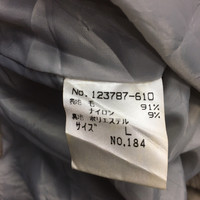 No. 123787-610
表地 毛 91%
ナイロン 9%
裏地 ポリエステル
サイズ L
NO,184